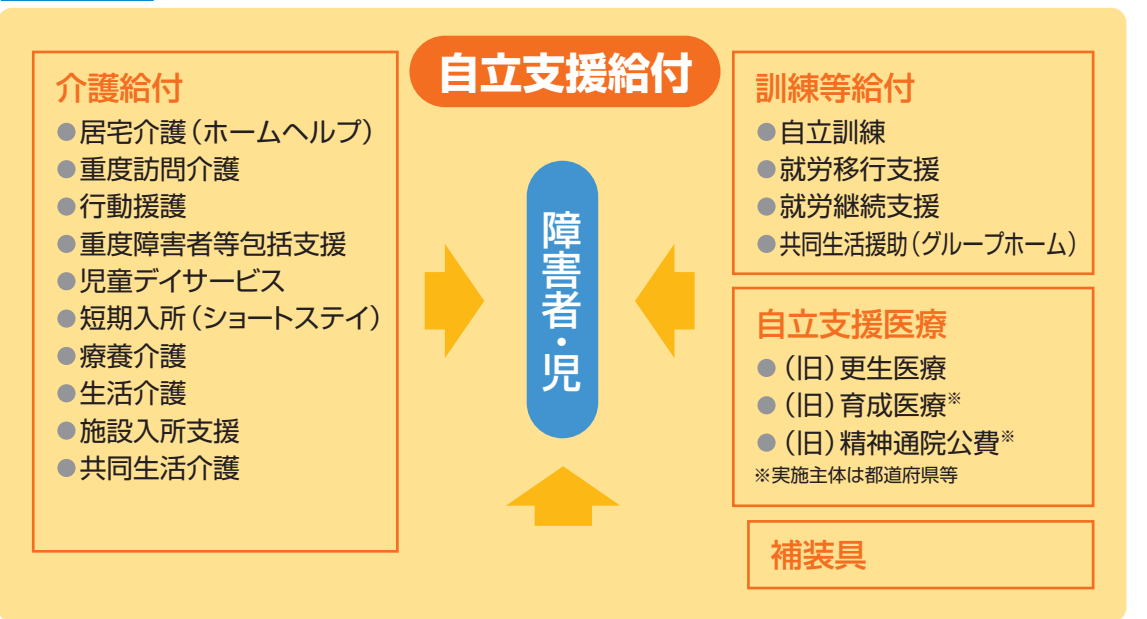 自立支援給付
介護給付
●居宅介護（ホームヘルプ）
●重度訪問介護
●行動援護
●重度障害者等包括支援
●児童デイサービス
●短期入所（ショートステイ）
●療養介護
●生活介護
●施設入所支援
●共同生活介護
障害者・児
訓練等給付
●自立訓練
●就労移行支援
●就労継続支援
●共同生活援助（グループホーム）
自立支援医療
●（旧）更生医療
●（旧）育成医療※
●（旧）精神通院公費※
※実施主体は都道府県等
補装具